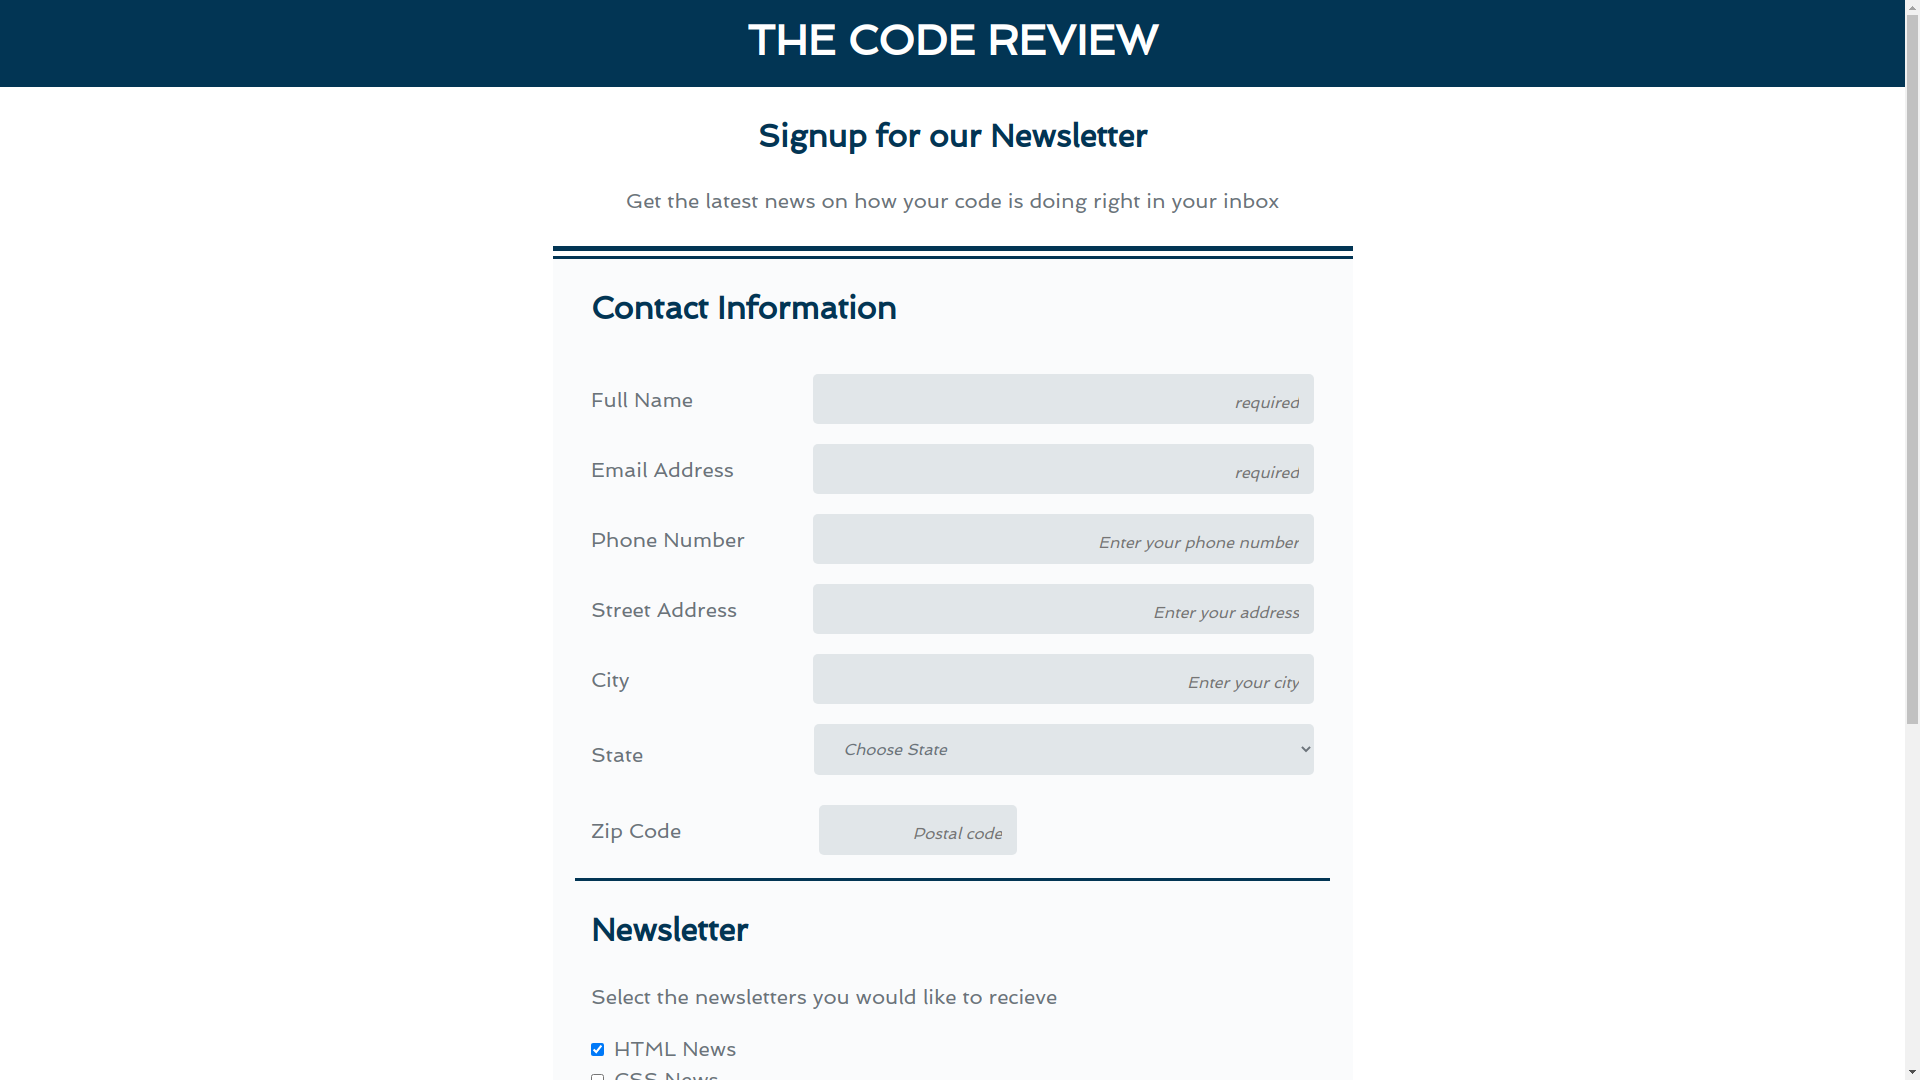 THE CODE REVIEW
Signup for our Newsletter
Get the latest news on how your code is doing right in your inbox
Contact Information
Full Name required
Email Address required
Phone Number Enter your phone number
Street Address Enter your address
City Enter your city
State Choose State
Zip Code Postal code
Newsletter
Select the newsletters you would like to recieve
HTML News
CSS News